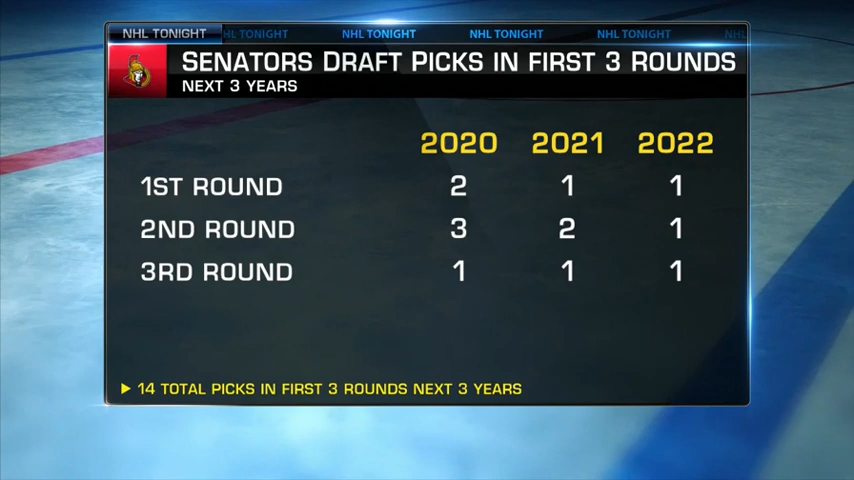 NHL TONIGHT NHL TONIGHT NHL TONIGHT NHL TONIGHT NHL TONIGHT
SENATORS DRAFT PICKS IN FIRST 3 ROUNDS
NEXT 3 YEARS
2020 2021 2022
1ST ROUND 2 1 1
2ND ROUND 3 2 1
3RD ROUND 1 1 1
▶ 14 TOTAL PICKS IN FIRST 3 ROUNDS NEXT 3 YEARS